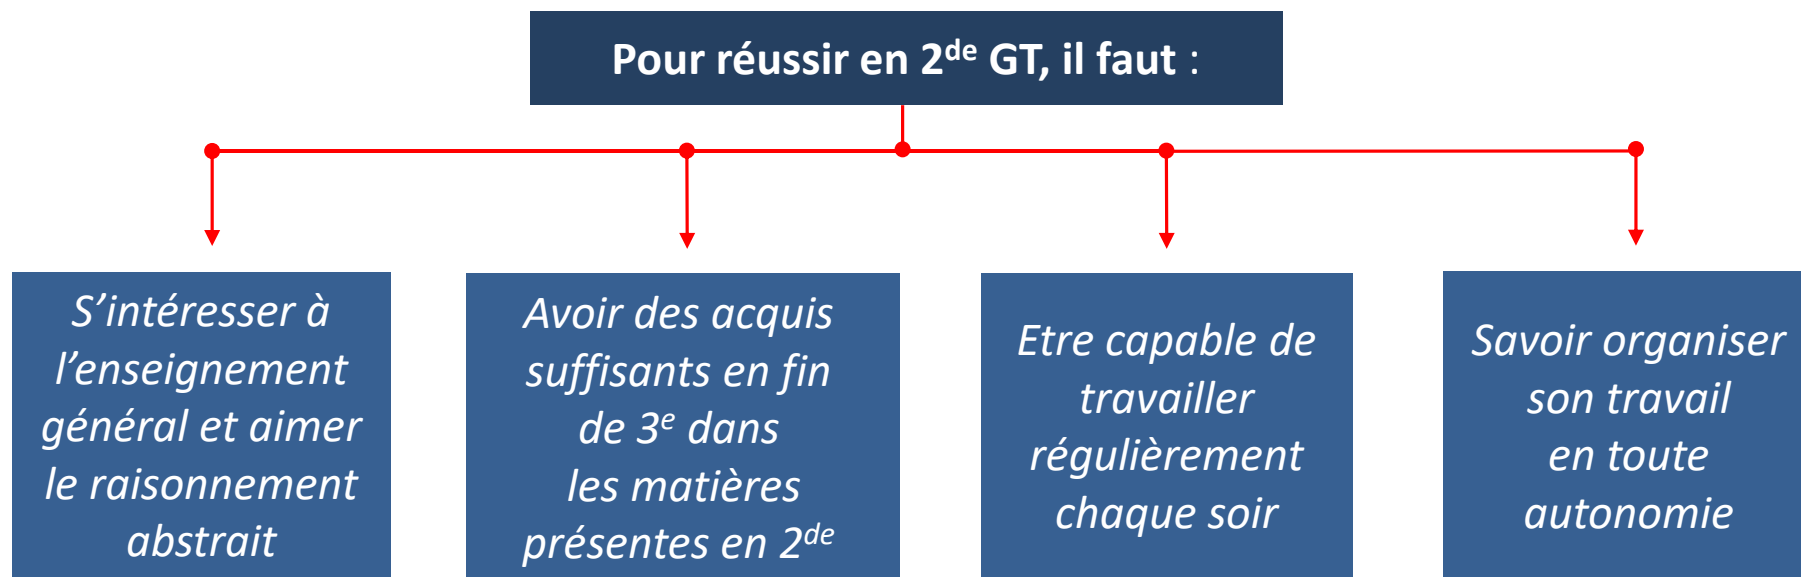 Pour réussir en 2de GT, il faut :
S’intéresser à
l’enseignement
général et aimer
le raisonnement
abstrait
Avoir des acquis
suffisants en fin
de 3e dans
les matières
présentes en 2de
Etre capable de
travailler
régulièrement
chaque soir
Savoir organiser
son travail
en toute
autonomie